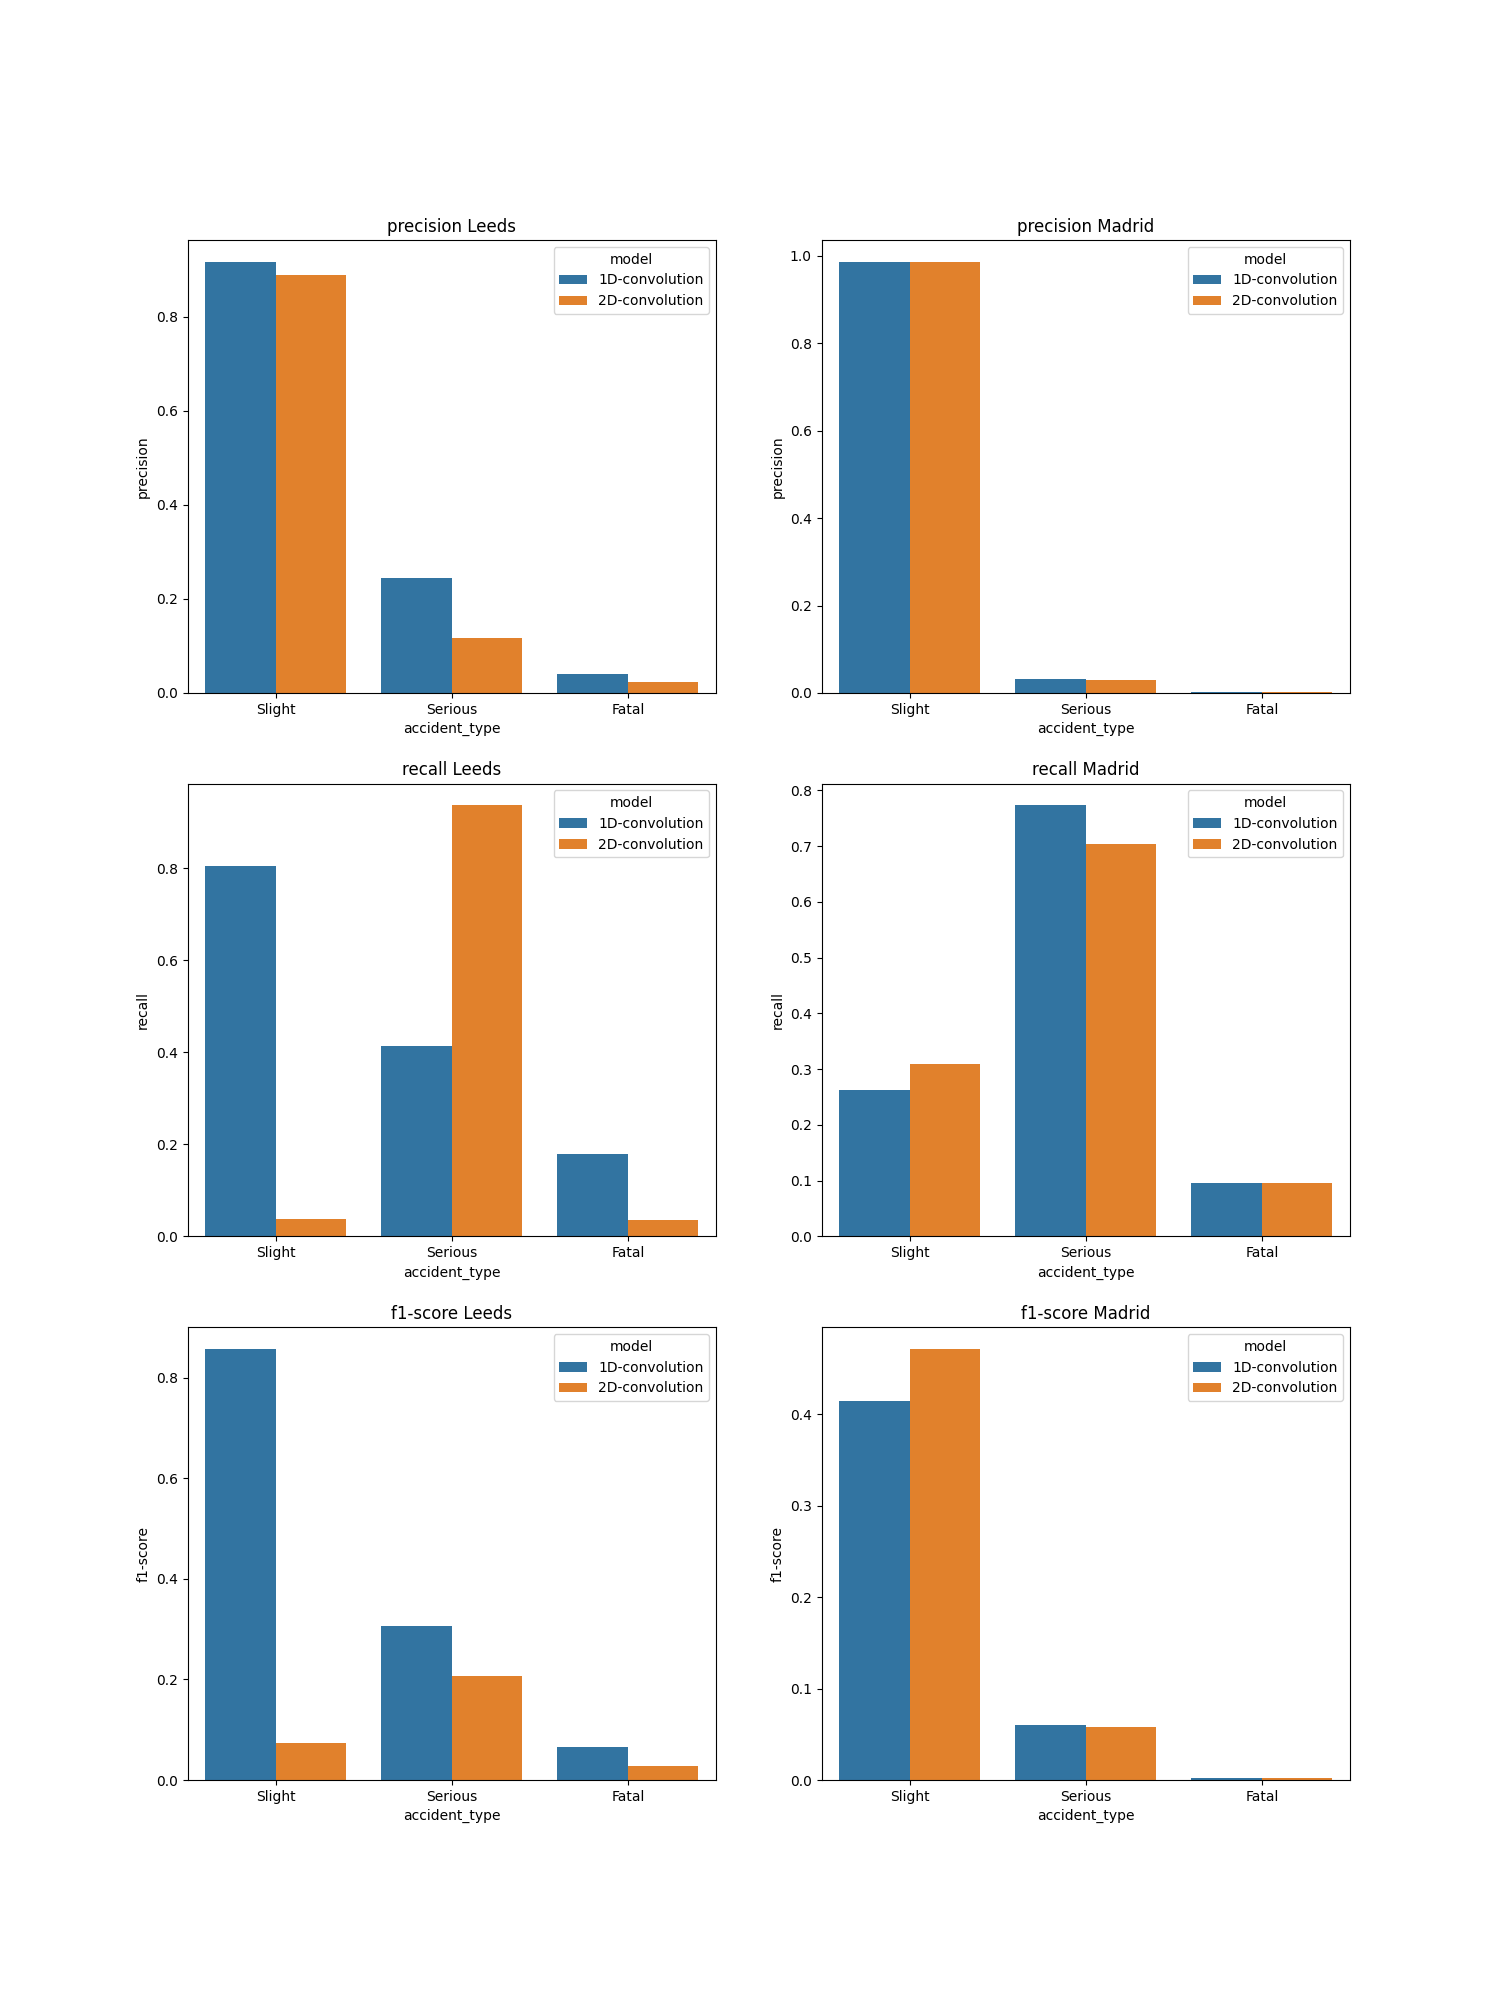 precision Leeds
model
1D-convolution
2D-convolution
0.8
0.6
0.4
0.2
0.0
precision
Slight Serious Fatal
accident_type
precision Madrid
model
1D-convolution
2D-convolution
1.0
0.8
0.6
0.4
0.2
0.0
precision
Slight Serious Fatal
accident_type
recall Leeds
model
1D-convolution
2D-convolution
0.8
0.6
0.4
0.2
0.0
recall
Slight Serious Fatal
accident_type
recall Madrid
model
1D-convolution
2D-convolution
0.8
0.7
0.6
0.5
0.4
0.3
0.2
0.1
0.0
recall
Slight Serious Fatal
accident_type
f1-score Leeds
model
1D-convolution
2D-convolution
0.8
0.6
0.4
0.2
0.0
f1-score
Slight Serious Fatal
accident_type
f1-score Madrid
model
1D-convolution
2D-convolution
0.4
0.3
0.2
0.1
0.0
f1-score
Slight Serious Fatal
accident_type